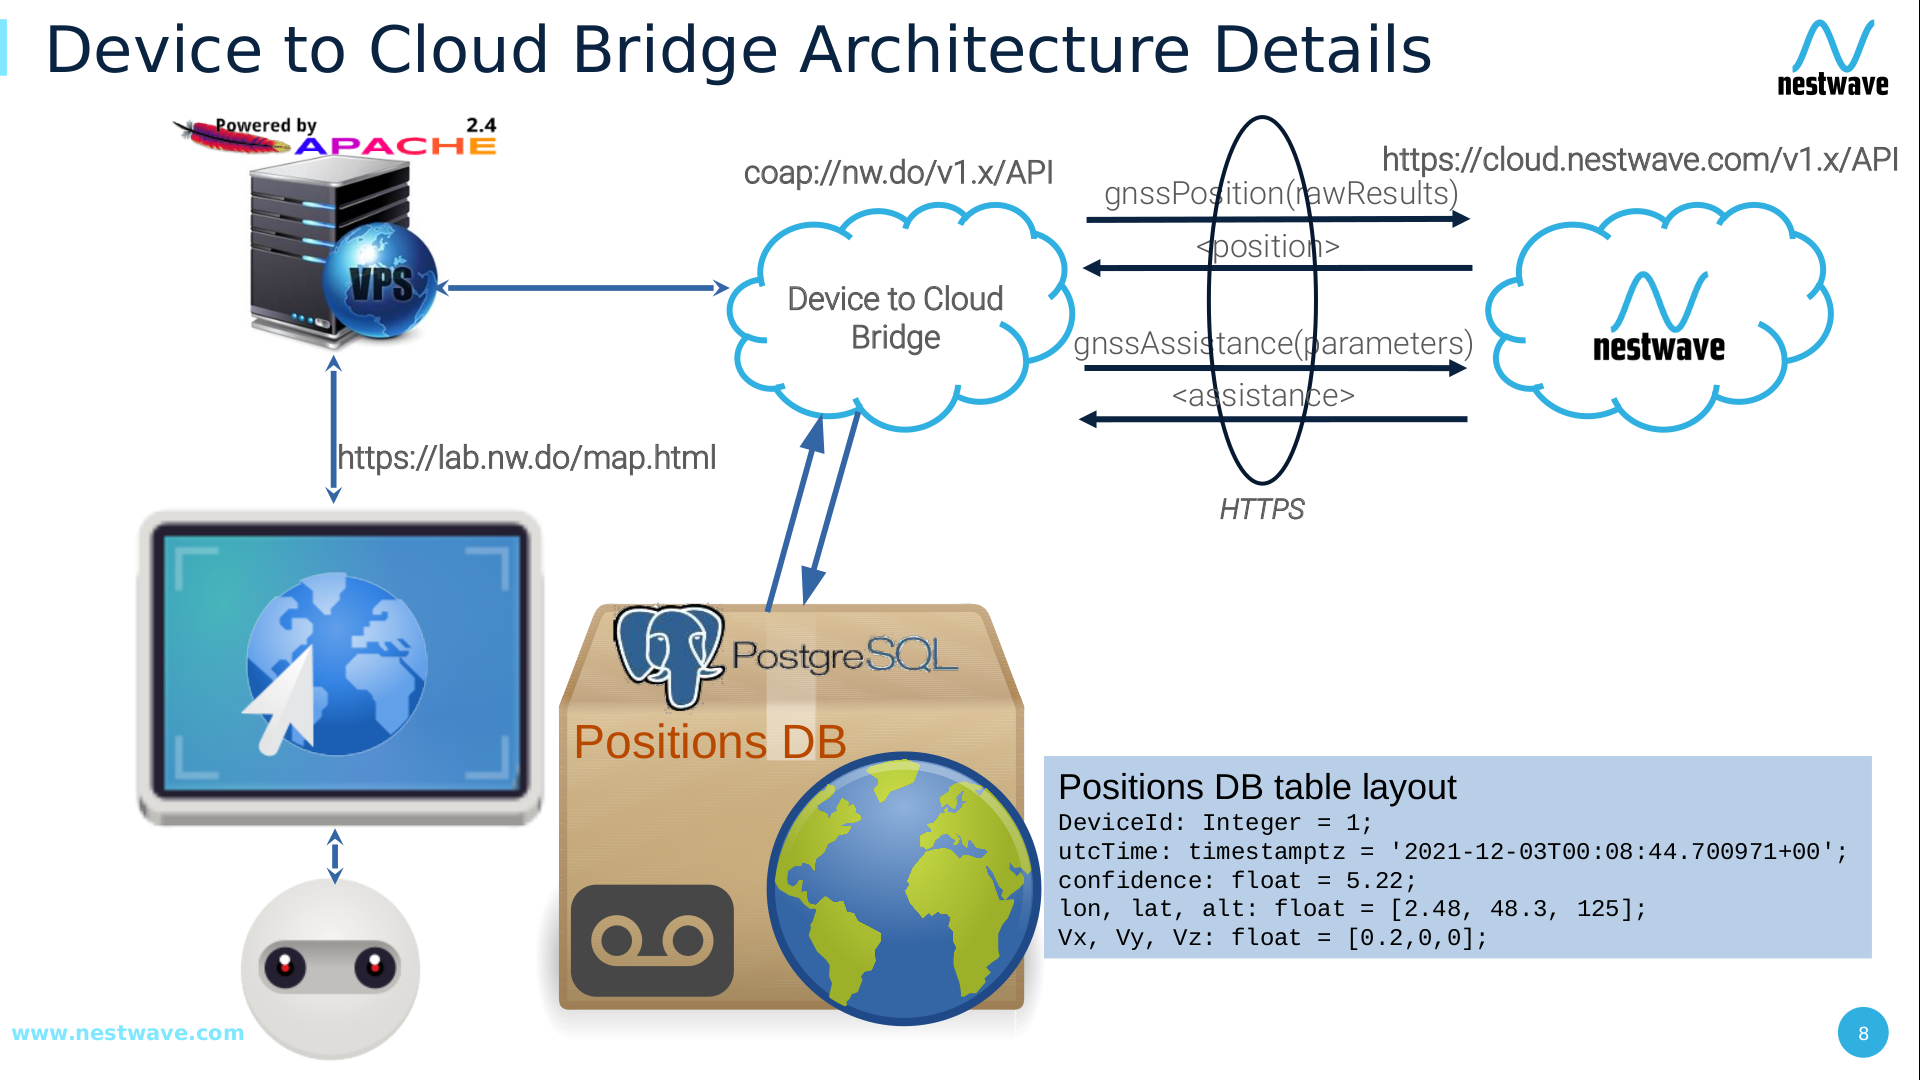 Device to Cloud Bridge Architecture Details
nestwave
Powered by
2.4
APACHE
VPS
coap://nw.do/v1.x/API
Device to Cloud
Bridge
https://cloud.nestwave.com/v1.x/API
gnssPosition(rawResults)
<position>
gnssAssistance(parameters)
<assistance>
HTTPS
nestwave
https://lab.nw.do/map.html
PostgreSQL
Positions DB
Positions DB table layout
DeviceId: Integer = 1;
utcTime: timestamptz = '2021-12-03T00:08:44.700971+00';
confidence: float = 5.22;
lon, lat, alt: float = [2.48, 48.3, 125];
Vx, Vy, Vz: float = [0.2,0,0];
www.nestwave.com
8